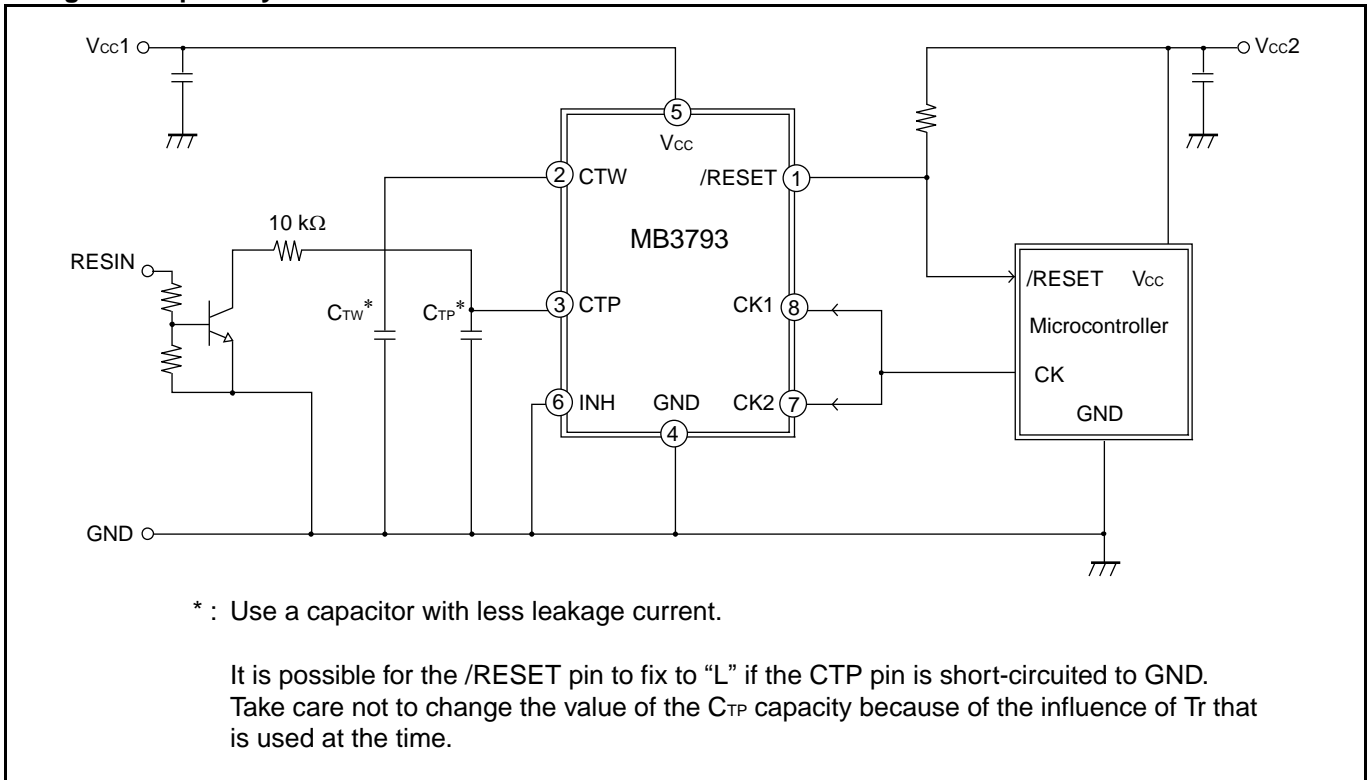 Vcc1
Vcc2
5
Vcc
2 CTW
/RESET 1
10 kΩ
MB3793
RESIN
/RESET Vcc
3 CTP
CK1 8
CTW*
CTP*
Microcontroller
CK
6 INH
GND
CK2 7
GND
4
GND
* : Use a capacitor with less leakage current.
It is possible for the /RESET pin to fix to “L” if the CTP pin is short-circuited to GND.
Take care not to change the value of the CTP capacity because of the influence of Tr that
is used at the time.